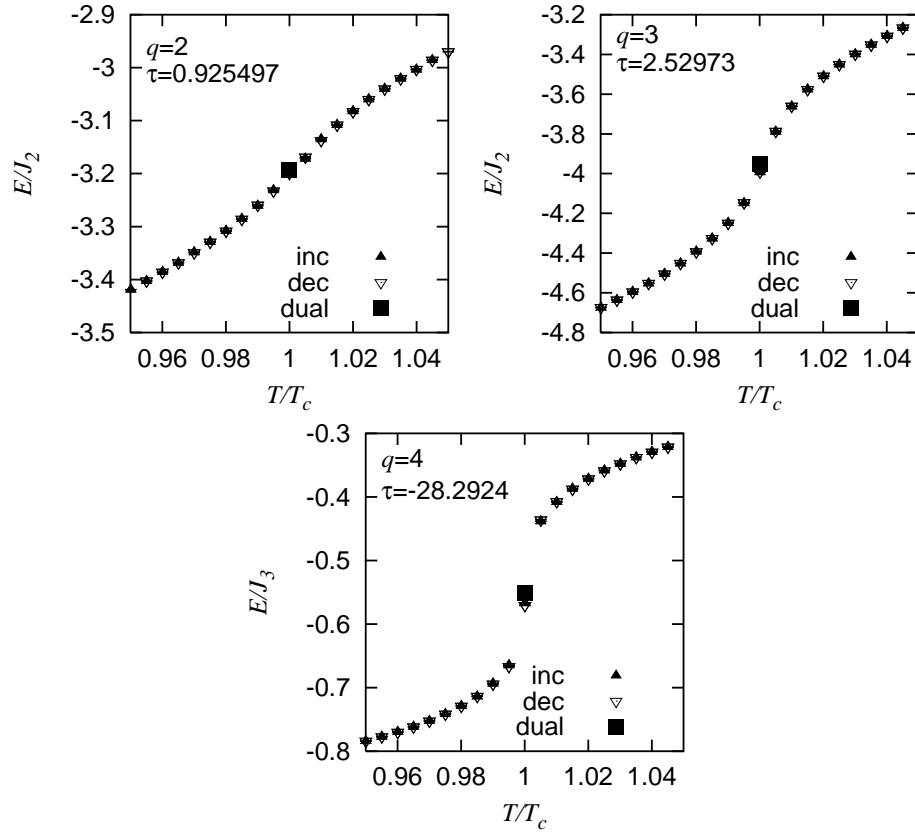 -2.9
-3
-3.1
-3.2
-3.3
-3.4
-3.5
E/J2
q=2
τ=0.925497
inc
dec
dual
0.96 0.98 1 1.02 1.04
T/Tc
-3.2
-3.4
-3.6
-3.8
-4
-4.2
-4.4
-4.6
-4.8
E/J2
q=3
τ=2.52973
inc
dec
dual
0.96 0.98 1 1.02 1.04
T/Tc
-0.3
-0.4
-0.5
-0.6
-0.7
-0.8
E/J3
q=4
τ=-28.2924
inc
dec
dual
0.96 0.98 1 1.02 1.04
T/Tc